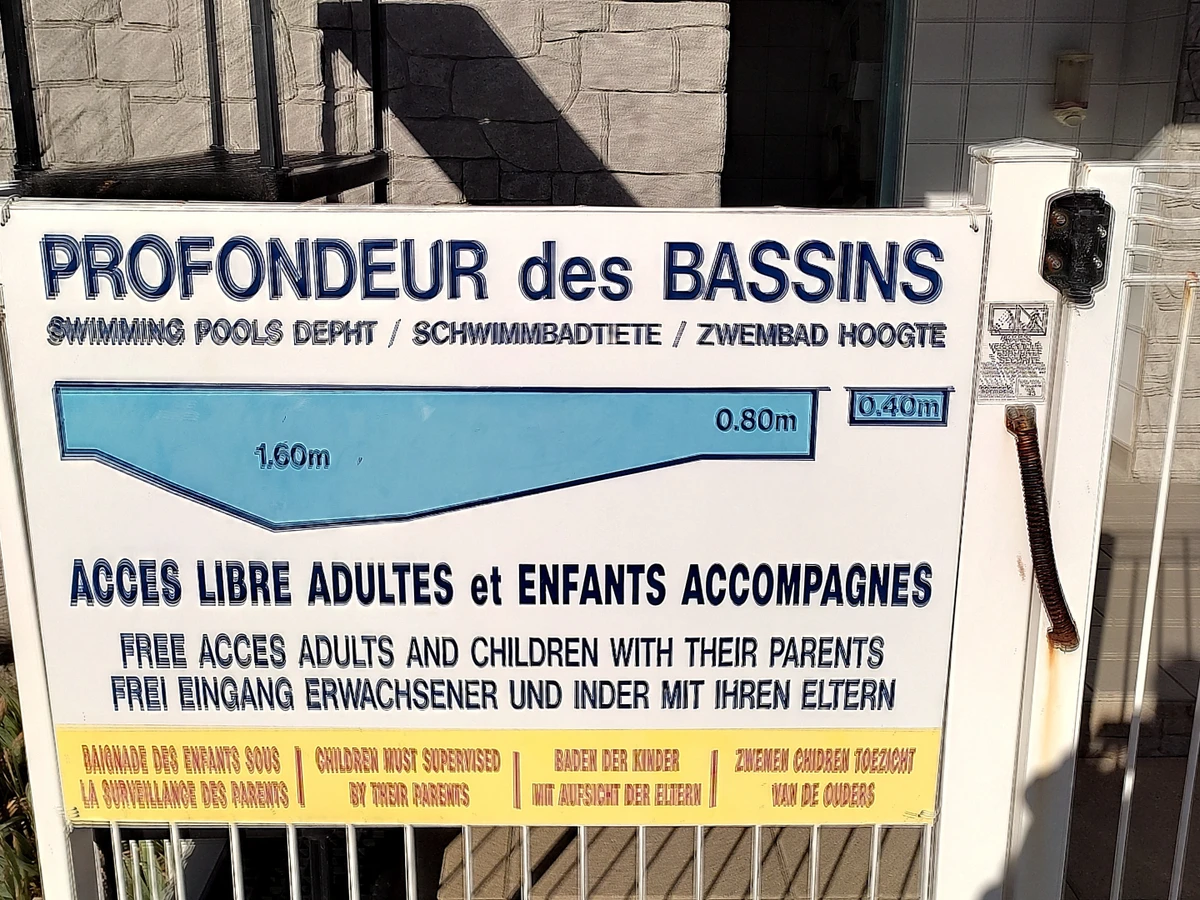 PROFONDEUR des BASSINS
SWIMMING POOLS DEPHT / SCHWIMMBADTIETE / ZWEMBAD HOOGTE
1.60m
0.80m
0.40m
ACCES LIBRE ADULTES et ENFANTS ACCOMPAGNES
FREE ACCES ADULTS AND CHILDREN WITH THEIR PARENTS
FREI EINGANG ERWACHSENER UND INDER MIT IHREN ELTERN
BAIGNADE DES ENFANTS SOUS
LA SURVEILLANCE DES PARENTS
CHILDREN MUST SUPERVISED
BY THEIR PARENTS
BADEN DER KINDER
MIT AUFSICHT DER ELTERN
ZWEMEN CHIDREN TOEZICHT
VAN DE OUDERS